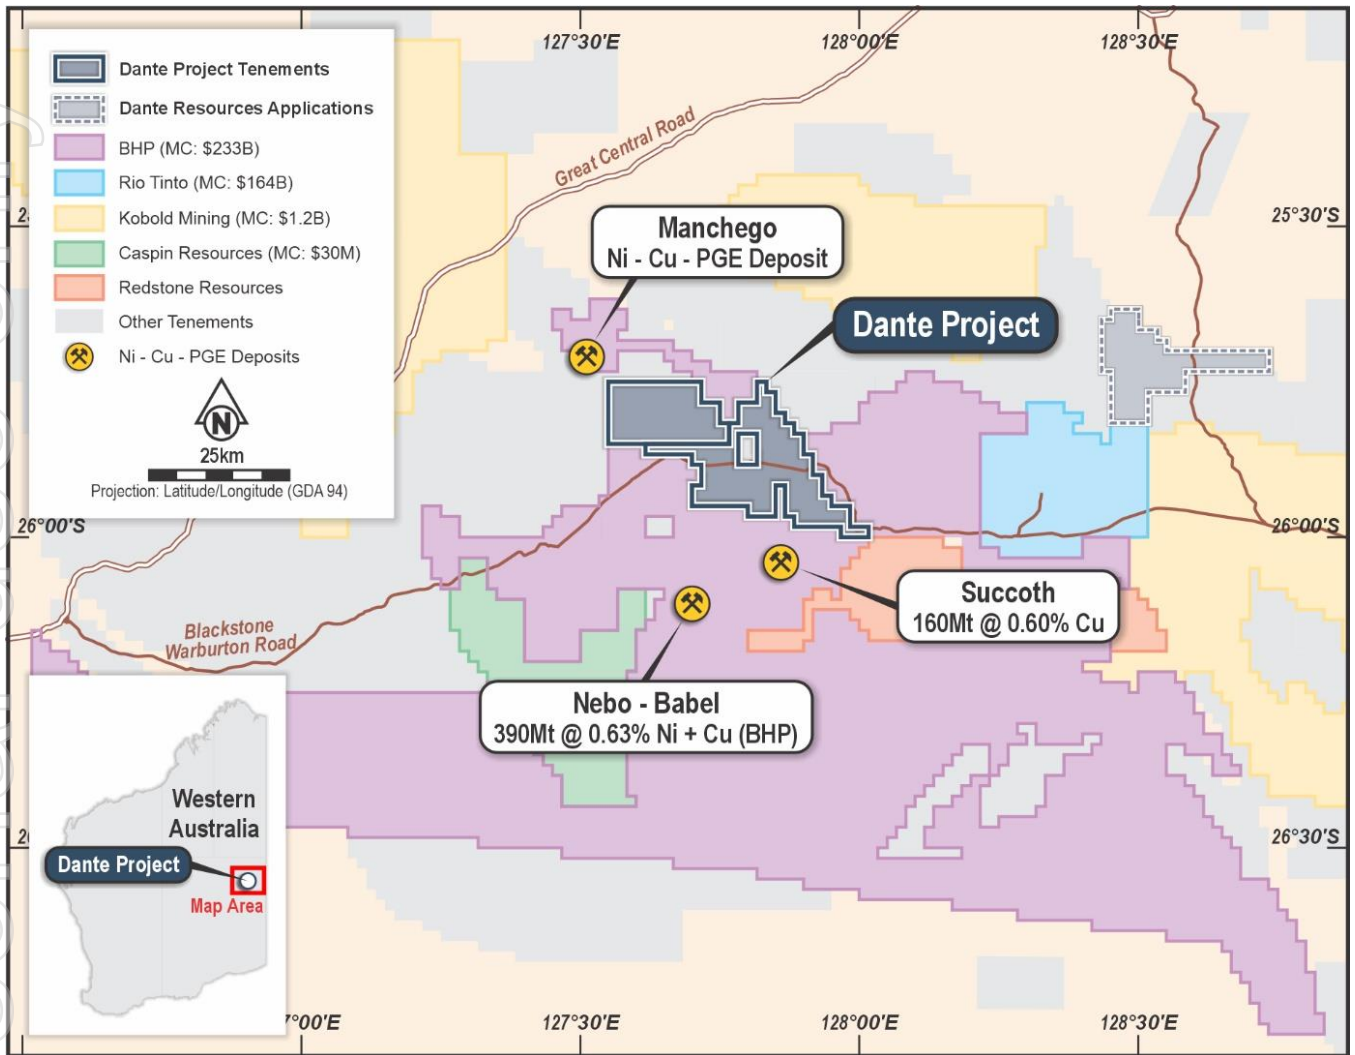 127°30'E
128°00'E
128°30'E
Dante Project Tenements
Dante Resources Applications
BHP (MC: $233B)
Rio Tinto (MC: $164B)
Kobold Mining (MC: $1.2B)
Caspin Resources (MC: $30M)
Redstone Resources
Other Tenements
Ni - Cu - PGE Deposits
N
25km
Projection: Latitude/Longitude (GDA 94)
Great Central Road
25°30'S
Manchego
Ni - Cu - PGE Deposit
Dante Project
26°00'S
26°00'S
Succoth
160Mt @ 0.60% Cu
Blackstone
Warburton Road
Nebo - Babel
390Mt @ 0.63% Ni + Cu (BHP)
Western
Australia
Dante Project
Map Area
26°30'S
7°00'E
127°30'E
128°00'E
128°30'E